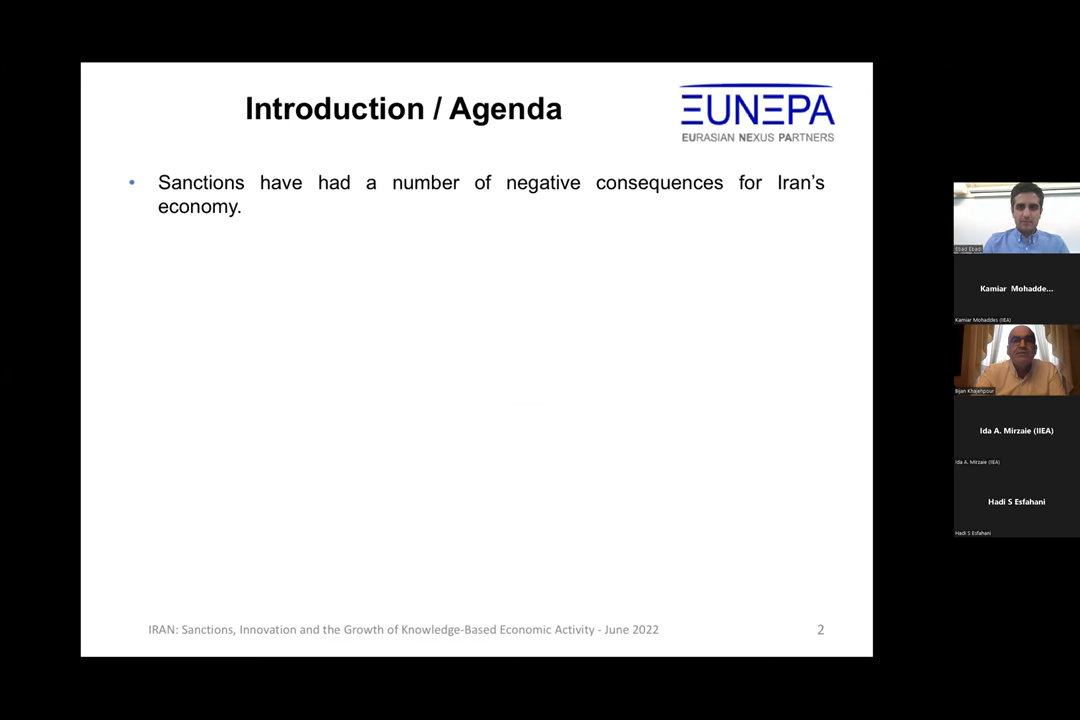 Introduction / Agenda
EUNEPA
EURASIAN NEXUS PARTNERS
• Sanctions have had a number of negative consequences for Iran's
economy.
IRAN: Sanctions, Innovation and the Growth of Knowledge-Based Economic Activity - June 2022
2
Ebad Ebadi
Kamiar Mohadde...
Kamiar Mohaddes (IIEA)
Bijan Khajehpour
Ida A. Mirzaie (IIEA)
Ida A. Mirzaie (IIEA)
Hadi S Esfahani
Hadi S Esfahani